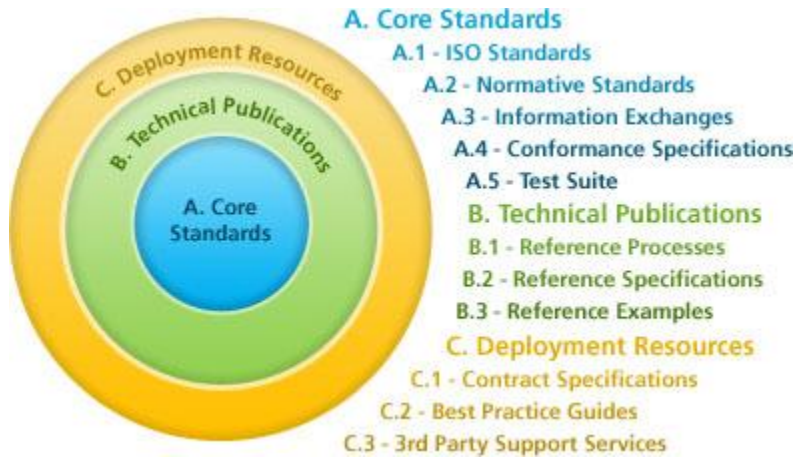 C. Deployment Resources
B. Technical Publications
A. Core
Standards
A. Core Standards
A.1 - ISO Standards
A.2 - Normative Standards
A.3 - Information Exchanges
A.4 - Conformance Specifications
A.5 - Test Suite
B. Technical Publications
B.1 - Reference Processes
B.2 - Reference Specifications
B.3 - Reference Examples
C. Deployment Resources
C.1 - Contract Specifications
C.2 - Best Practice Guides
C.3 - 3rd Party Support Services